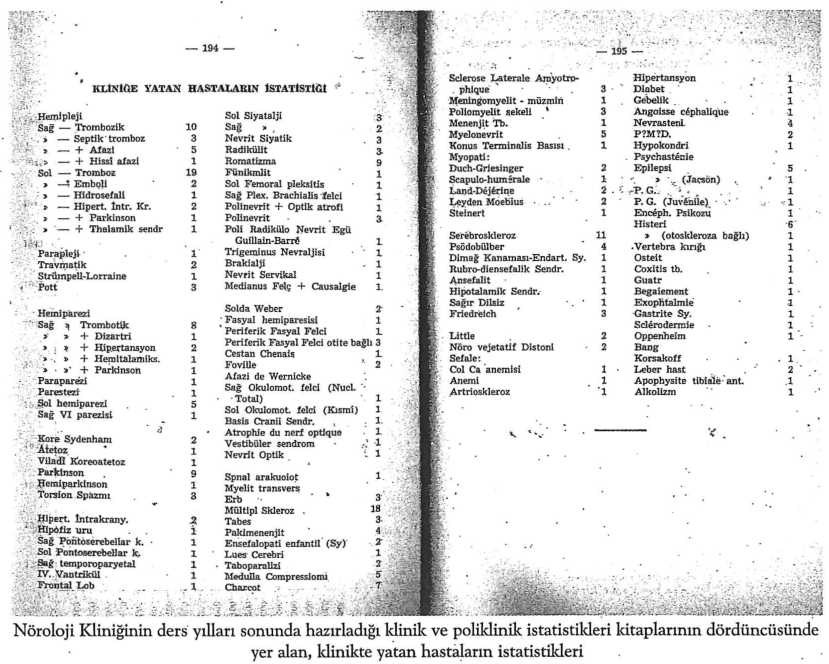 — 194 —
KLİNİĞE YATAN HASTALARIN İSTATİSTİĞİ
Hemipleji
Sağ — Trombozik 10
» — Septik tromboz 3
» — + Afazi 5
» — + Hissî afazi 1
Sol — Tromboz 19
» — Emboli 2
» — Hidrosefali 1
» — Hipert. İntr. Kr. 2
» — + Parkinson 1
» — + Thalamik sendr 1
Parapleji 1
Travmatik 2
Strümpell-Lorraine 1
Pott 3
Hemiparezi
Sağ » Trombotik 8
» » + Dizartri 1
» » + Hipertansyon 2
» » + Hemitalamiks. 1
» » + Parkinson 1
Paraparézi 1
Parestezi 1
Sol hemiparezi 5
Sağ VI parezisi 1
Kore Sydenham 2
Atetoz 1
Viladî Koreoatetoz 1
Parkinson 9
Hemiparkinson 1
Torsion Spazmı 3
Hipert. İntrakrany. 2
Hipöfiz uru 1
Sağ Pontoserebellar k. 1
Sol Pontoserebellar k. 1
Sağ temporoparyetal 1
IV. Vantrikül 1
Frontal Lob 1
Sol Siyatalji 3
Sağ » 2
Nevrit Siyatik 3
Radikülit 3
Romatizma 9
Fünikmlit 1
Sol Femoral pleksitis 1
Sağ Plex. Brachialis felci 1
Polinevrit + Optik atrofi 1
Polinevrit 3
Poli Radikülo Nevrit Egü
Guillain-Barré 1
Trigeminus Nevraljisi 1
Brakialji 1
Nevrit Servikal 1
Medianus Felç + Causalgie 1
Solda Weber 2
Fasyal hemiparesisi 1
Periferik Fasyal Felci 1
Periferik Fasyal Felci otite bağlı 3
Cestan Chenais 1
Foville 2
Afazi de Wernicke
Sağ Okulomot. felci (Nucl.
Total) 1
Sol Okulomot. felci (Kısmî) 1
Basis Cranii Sendr. 1
Atrophie du nerf optique 1
Vestibüler sendrom 1
Nevrit Optik 1
Spnal arakuoiot 1
Myelit transvers
Erb 3
Mültipl Skleroz 18
Tabes 3
Pakimenenjit 4
Ensefalopati enfantil (Sy) 2
Lues Cerebri 1
Taboparalizi 2
Medulla Compressiomi 5
Charcot 7
— 195 —
Sclerose Laterale Amyotro-
phique 3
Meningomyelit - müzmin 1
Poliomyelit sekeli 3
Menenjit Tb. 1
Myelonevrit 5
Konus Terminalis Basısı 1
Myopati:
Duch-Griesinger 2
Scapulo-humérale 1
Land-Déjérine 2
Leyden Moebius 2
Steinert 1
Serébroskleroz 11
Psödobülber 4
Dimağ Kanaması-Endart. Sy. 1
Rubro-diensefalik Sendr. 1
Ansefalit 1
Hipotalamik Sendr. 1
Sağır Dilsiz 1
Friedreich 3
Little 2
Nöro vejetatif Distoni 2
Sefale:
Col Ca anemisi 1
Anemi 1
Artrioskleroz 1
Hipertansyon 1
Diabet 1
Gebelik 1
Angoisse céphalique 1
Nevrasteni 4
P?M?D. 2
Hypokondri 1
Psychasténie
Epilepsi 5
» » (Jacson) 1
P. G. 1
P. G. (Juvénile) 1
Encéph. Psikozu 1
Histeri 6
» (otoskleroza bağlı) 1
Vertebra kırığı 1
Osteit 1
Coxitis tb. 1
Guatr 1
Begaiement 1
Exophtalmie 1
Gastrite Sy. 1
Sclérodermie 1
Oppenheim 1
Bang
Korsakoff 1
Leber hast 2
Apophysite tibiale ant. 1
Alkolizm 1
Nöroloji Kliniğinin ders yılları sonunda hazırladığı klinik ve poliklinik istatistikleri kitaplarının dördüncüsünde
yer alan, klinikte yatan hastaların istatistikleri